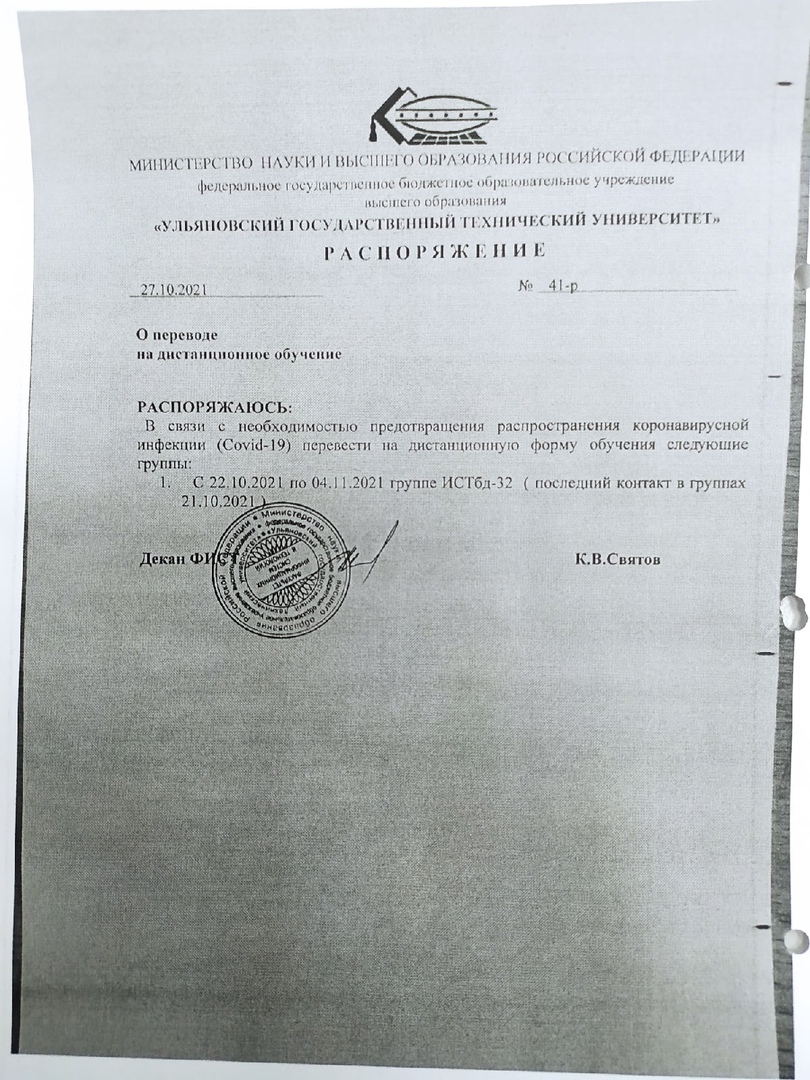 МИНИСТЕРСТВО НАУКИ И ВЫСШЕГО ОБРАЗОВАНИЯ РОССИЙСКОЙ ФЕДЕРАЦИИ
федеральное государственное бюджетное образовательное учреждение
высшего образования
«УЛЬЯНОВСКИЙ ГОСУДАРСТВЕННЫЙ ТЕХНИЧЕСКИЙ УНИВЕРСИТЕТ»
РАСПОРЯЖЕНИЕ
27.10.2021 № 41-р
О переводе
на дистанционное обучение
РАСПОРЯЖАЮСЬ:
В связи с необходимостью предотвращения распространения коронавирусной
инфекции (Covid-19) перевести на дистанционную форму обучения следующие
группы:
1. С 22.10.2021 по 04.11.2021 группе ИСТбд-32 ( последний контакт в группах
21.10.2021 )
Декан К.В.Святов